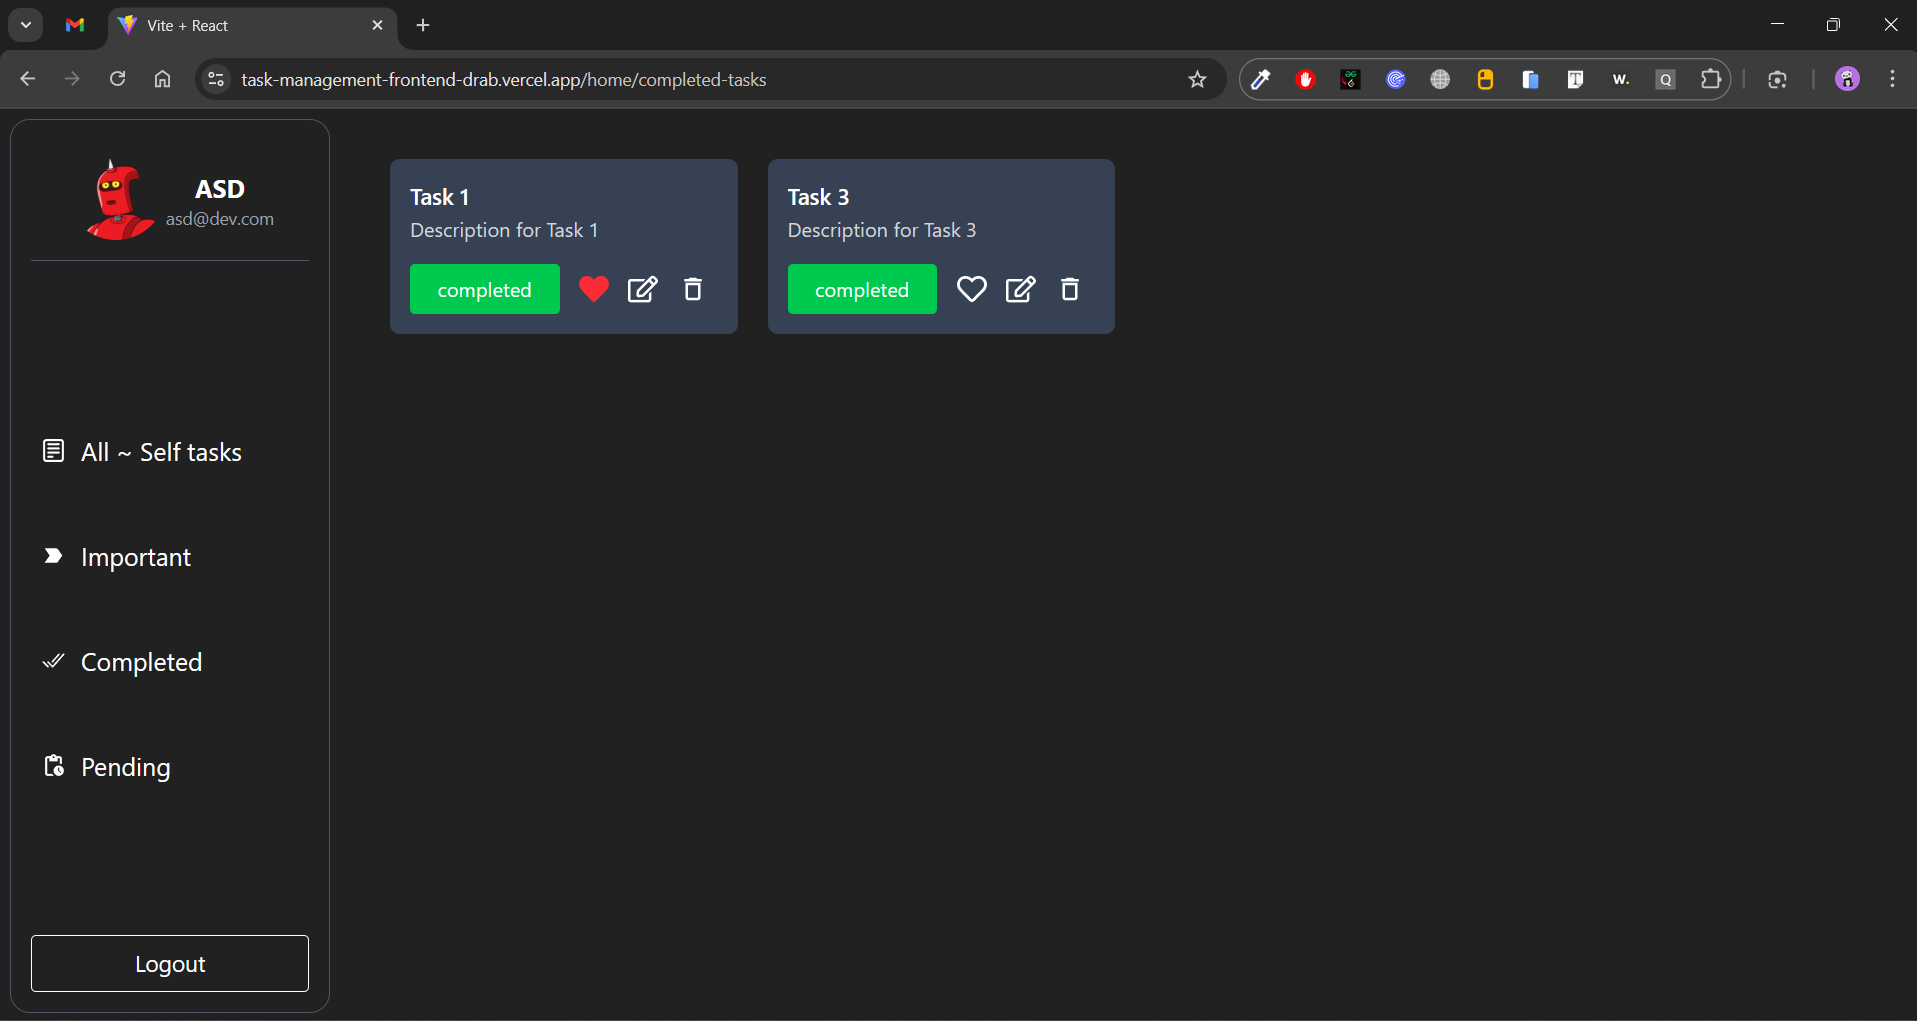 Vite + React
task-management-frontend-drab.vercel.app/home/completed-tasks
W.
Q
ASD
asd@dev.com
All ~ Self tasks
Important
Completed
Pending
Logout
Task 1
Description for Task 1
completed
Task 3
Description for Task 3
completed